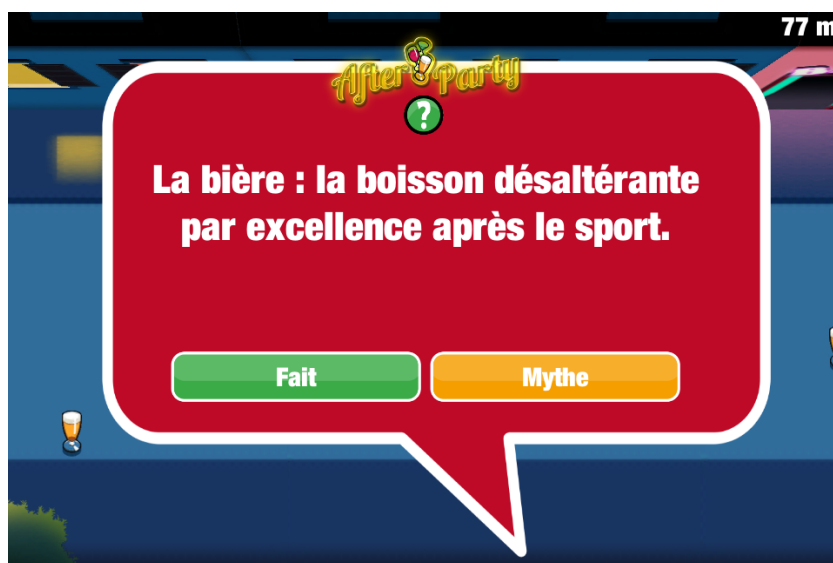 77 m
After Party
?
La bière : la boisson désaltérante
par excellence après le sport.
Fait
Mythe